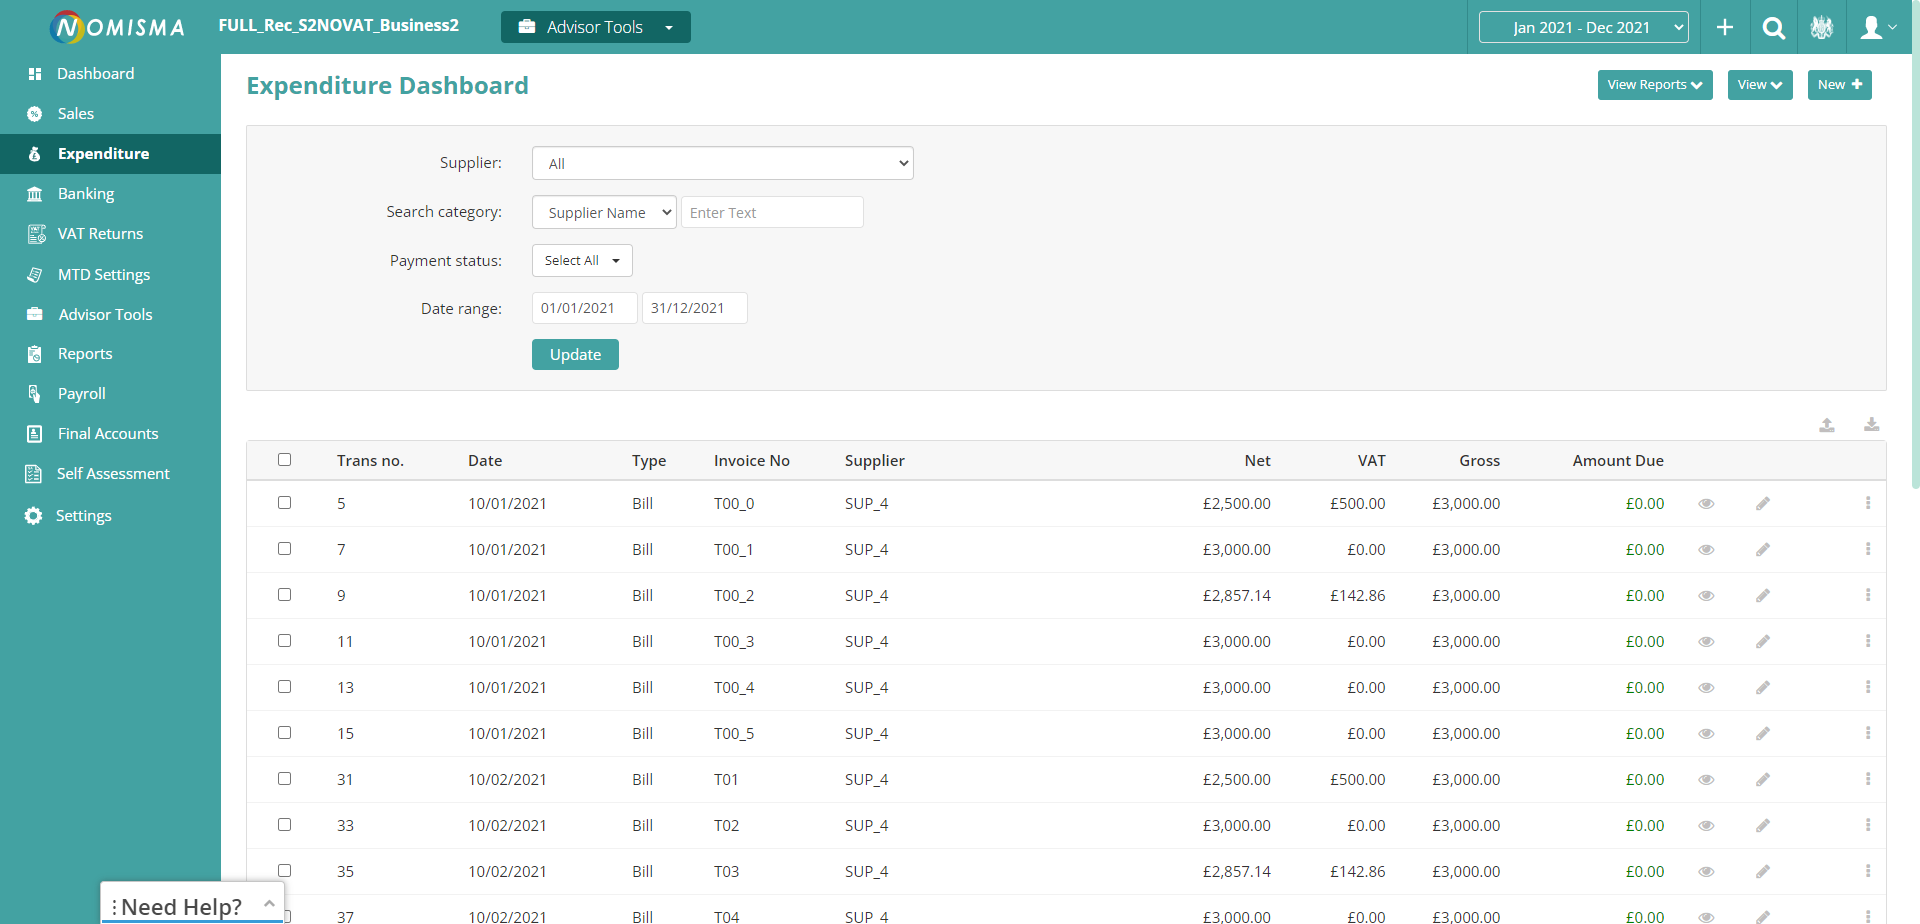 NOMISMA FULL_Rec_S2NOVAT_Business2 Advisor Tools Jan 2021 - Dec 2021
Dashboard
Sales
Expenditure
Banking
VAT Returns
MTD Settings
Advisor Tools
Reports
Payroll
Final Accounts
Self Assessment
Settings
Expenditure Dashboard View Reports View New
Supplier: All
Search category: Supplier Name Enter Text
Payment status: Select All
Date range: 01/01/2021 31/12/2021
Update
Trans no. Date Type Invoice No Supplier Net VAT Gross Amount Due
5 10/01/2021 Bill T00_0 SUP_4 £2,500.00 £500.00 £3,000.00 £0.00
7 10/01/2021 Bill T00_1 SUP_4 £3,000.00 £0.00 £3,000.00 £0.00
9 10/01/2021 Bill T00_2 SUP_4 £2,857.14 £142.86 £3,000.00 £0.00
11 10/01/2021 Bill T00_3 SUP_4 £3,000.00 £0.00 £3,000.00 £0.00
13 10/01/2021 Bill T00_4 SUP_4 £3,000.00 £0.00 £3,000.00 £0.00
15 10/01/2021 Bill T00_5 SUP_4 £3,000.00 £0.00 £3,000.00 £0.00
31 10/02/2021 Bill T01 SUP_4 £2,500.00 £500.00 £3,000.00 £0.00
33 10/02/2021 Bill T02 SUP_4 £3,000.00 £0.00 £3,000.00 £0.00
35 10/02/2021 Bill T03 SUP_4 £2,857.14 £142.86 £3,000.00 £0.00
37 10/02/2021 Bill T04 SUP_4 £3,000.00 £0.00 £3,000.00 £0.00
Need Help?